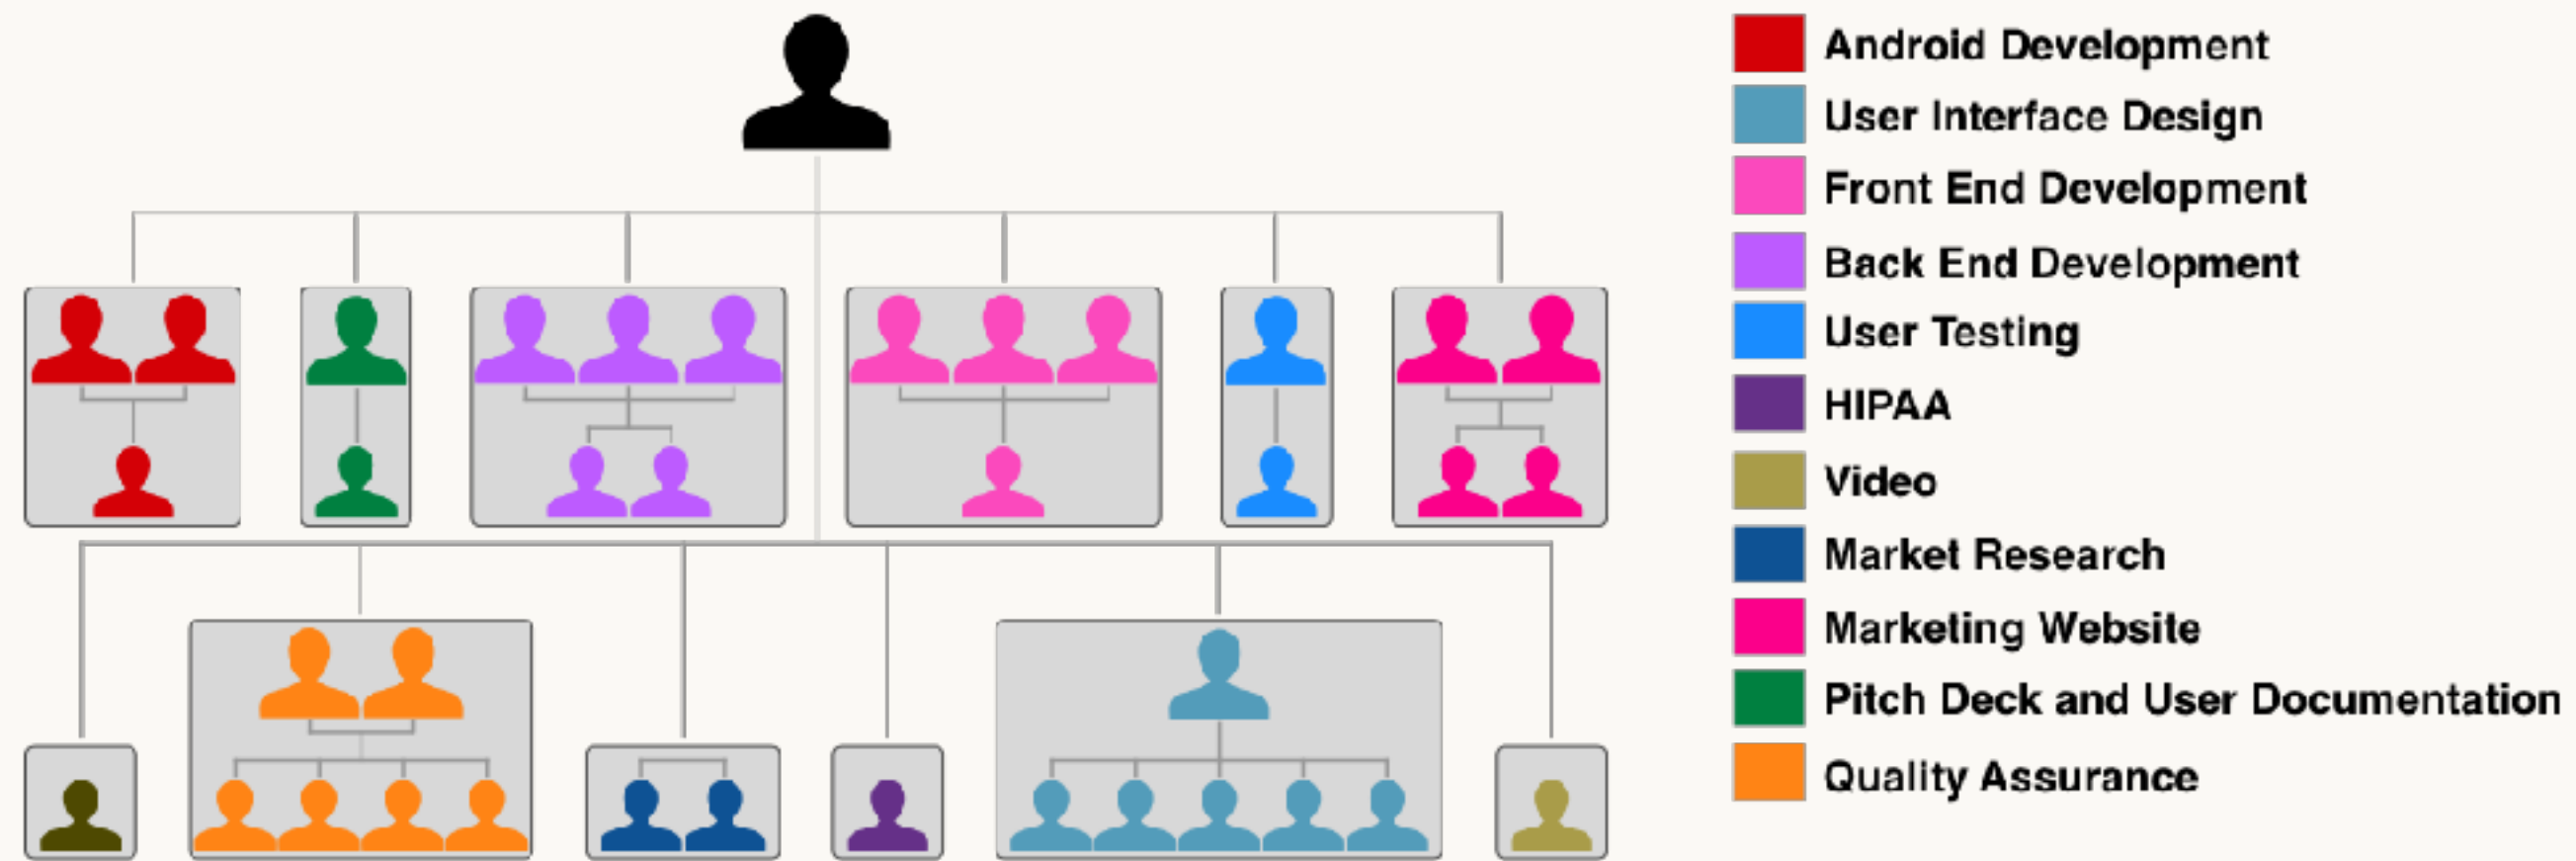 Android Development
User Interface Design
Front End Development
Back End Development
User Testing
HIPAA
Video
Market Research
Marketing Website
Pitch Deck and User Documentation
Quality Assurance